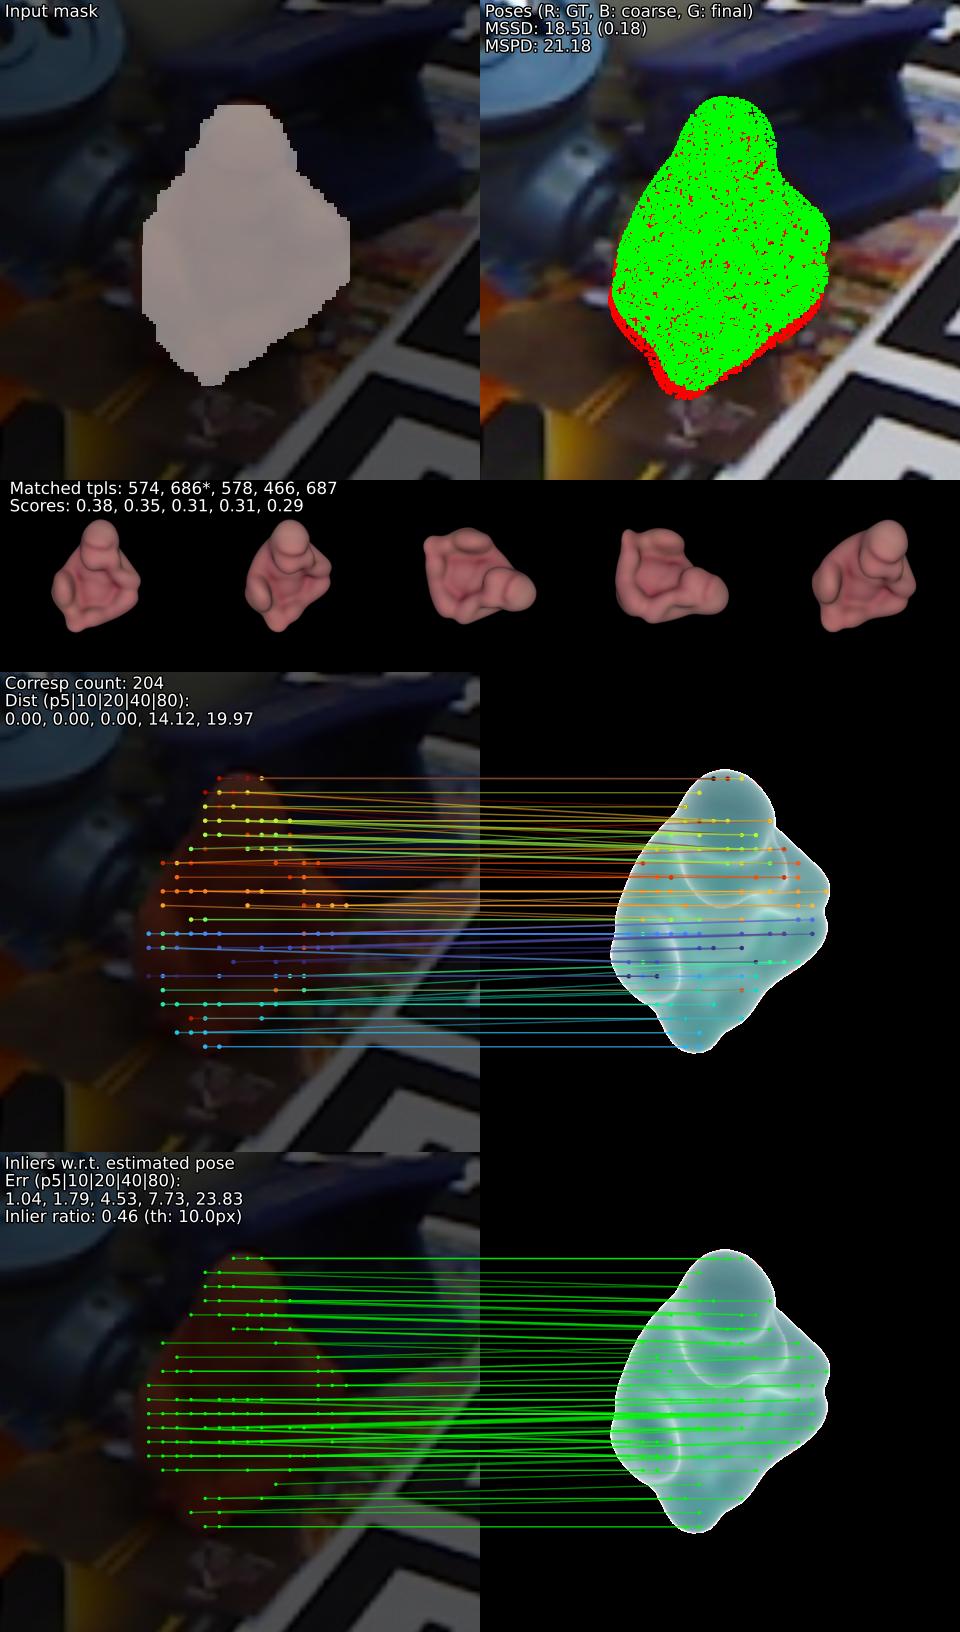 Input mask
Poses (R: GT, B: coarse, G: final)
MSSD: 18.51 (0.18)
MSPD: 21.18
Matched tpls: 574, 686*, 578, 466, 687
Scores: 0.38, 0.35, 0.31, 0.31, 0.29
Corresp count: 204
Dist (p5|10|20|40|80):
0.00, 0.00, 0.00, 14.12, 19.97
Inliers w.r.t. estimated pose
Err (p5|10|20|40|80):
1.04, 1.79, 4.53, 7.73, 23.83
Inlier ratio: 0.46 (th: 10.0px)